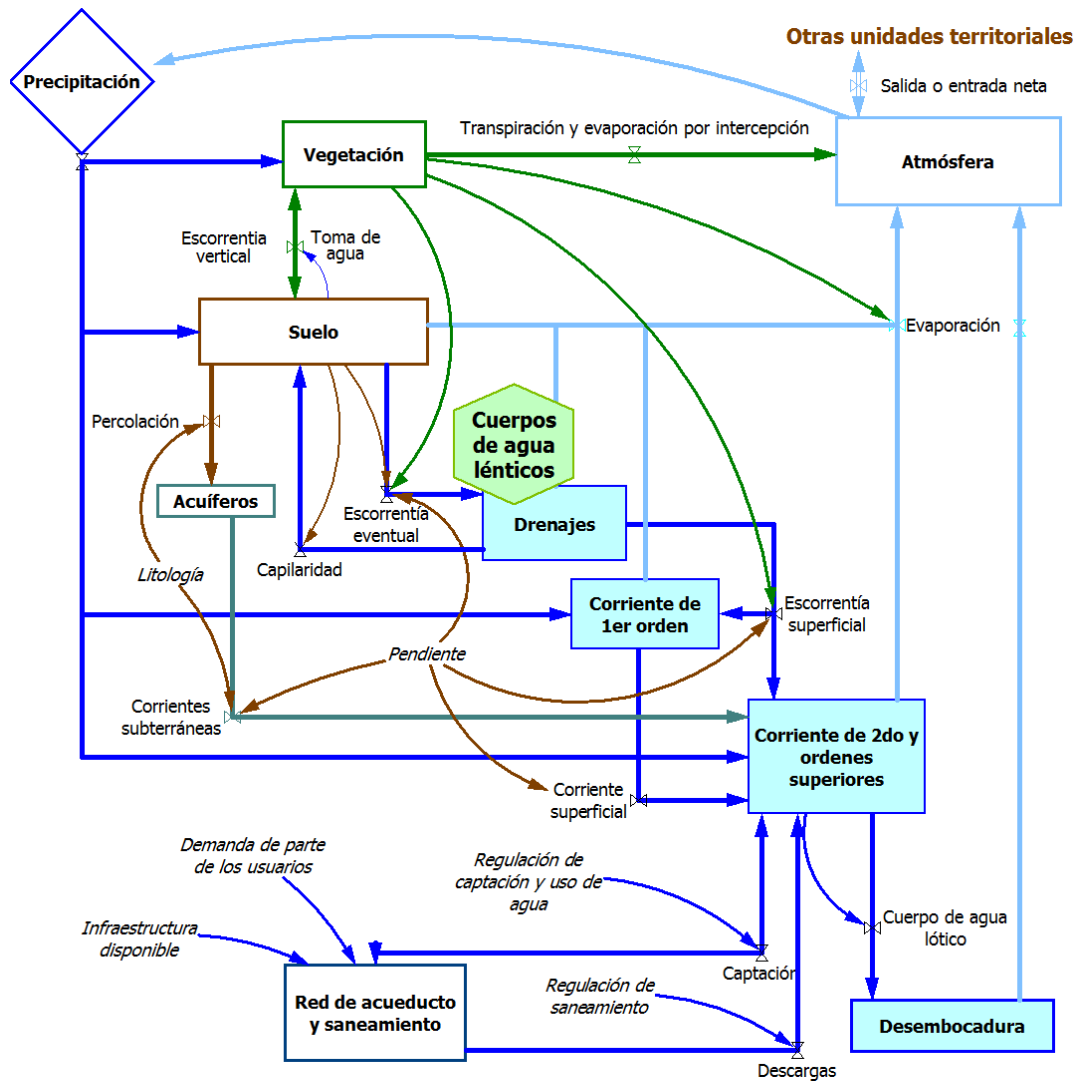 Otras unidades territoriales
Precipitación
Salida o entrada neta
Transpiración y evaporación por intercepción
Vegetación
Atmósfera
Escorrentia
vertical
Toma de
agua
Suelo
Evaporación
Percolación
Cuerpos
de agua
lénticos
Acuíferos
Escorrentía
eventual
Drenajes
Capilaridad
Litología
Corriente de
1er orden
Escorrentía
superficial
Pendiente
Corrientes
subterráneas
Corriente de 2do y
ordenes
superiores
Corriente
superficial
Demanda de parte
de los usuarios
Regulación de
captación y uso de
agua
Infraestructura
disponible
Cuerpo de agua
lótico
Captación
Regulación de
saneamiento
Red de acueducto
y saneamiento
Desembocadura
Descargas